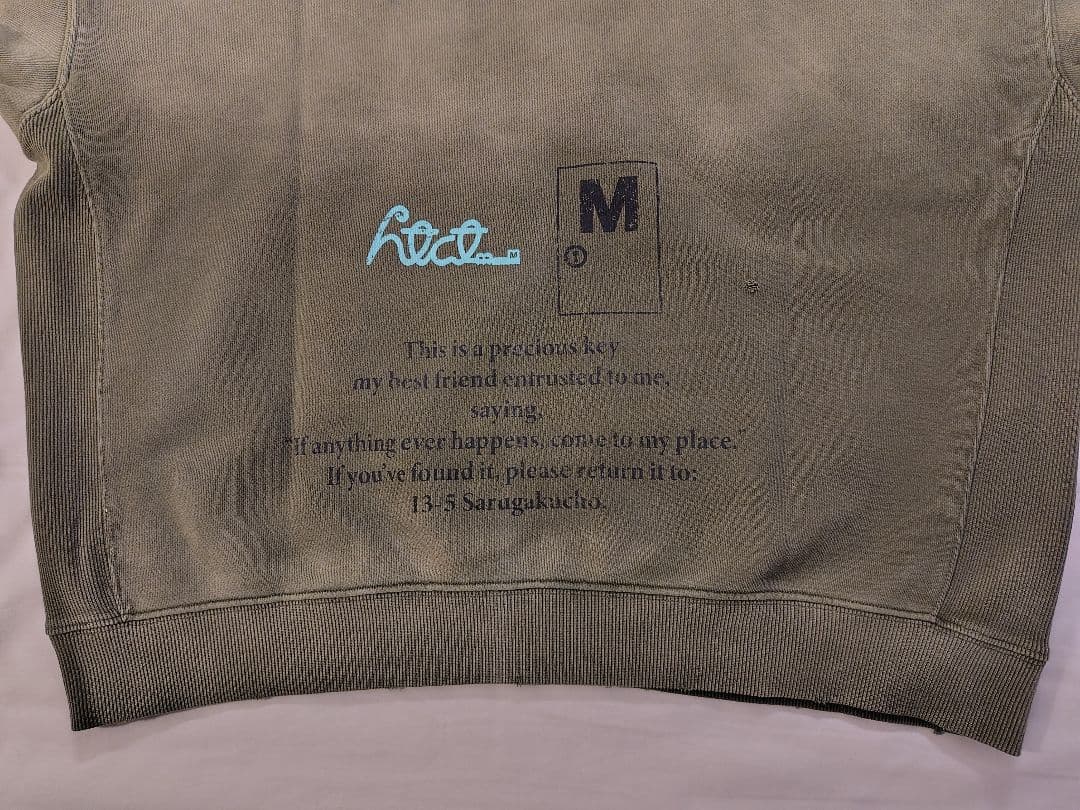 M
1
This is a precious key
my best friend entrusted to me,
saying,
"If anything ever happens, come to my place."
If you've found it, please return it to:
13-5 Sarugakucho.